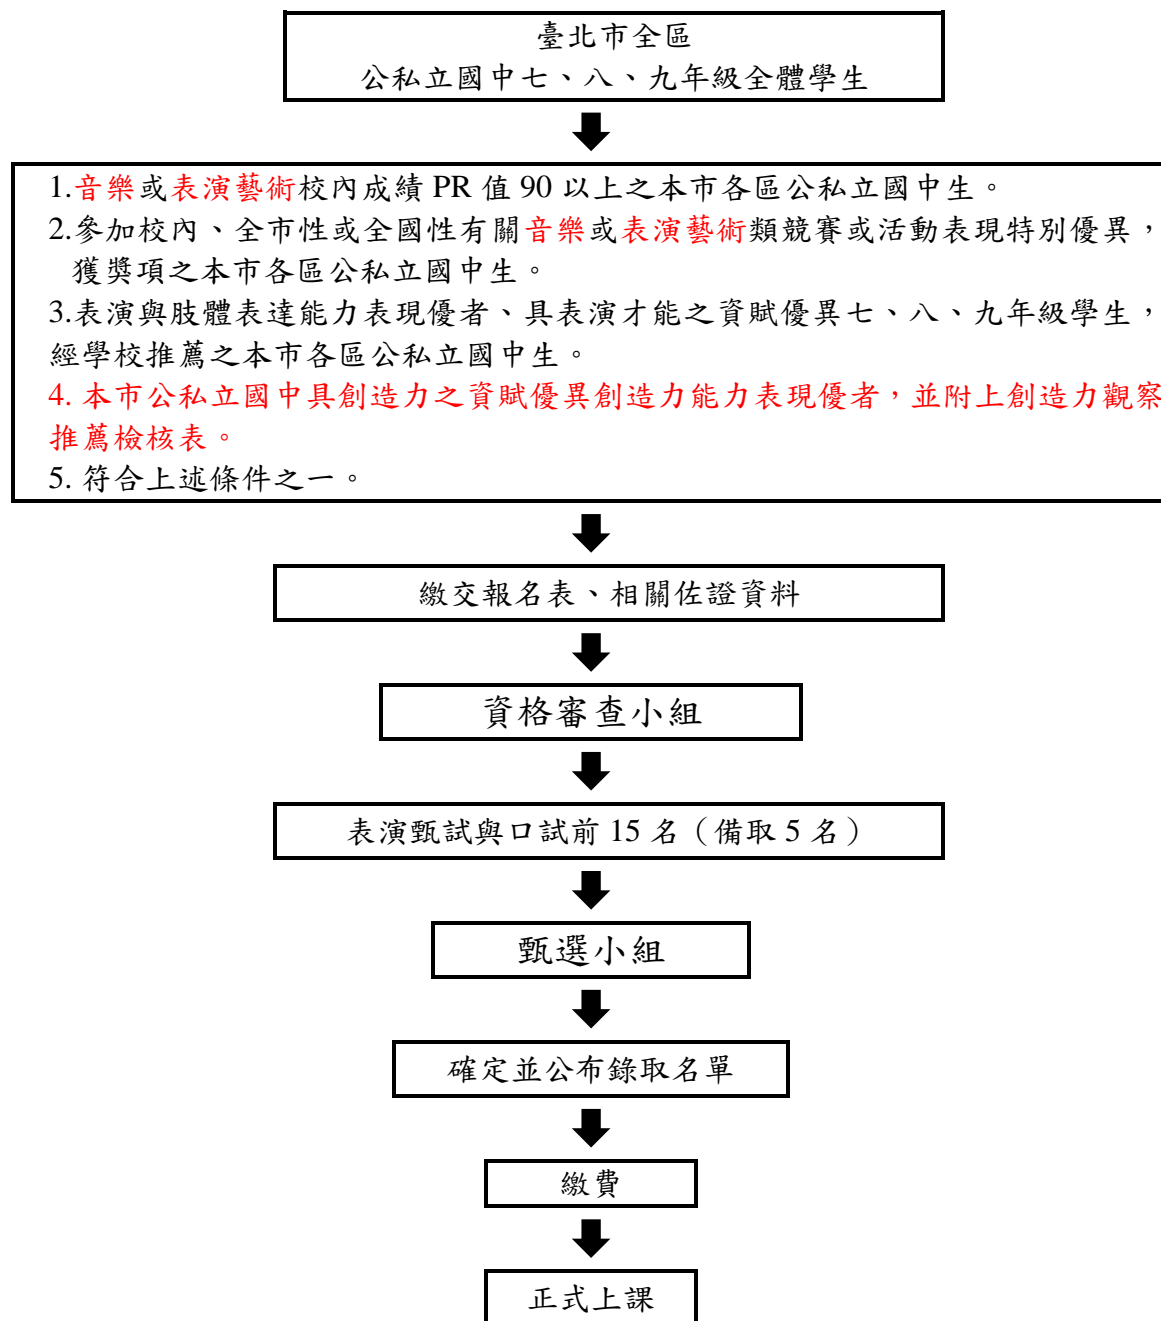 臺北市全區
公私立國中七、八、九年級全體學生
1.音樂或表演藝術校內成績 PR 值 90 以上之本市各區公私立國中生。
2.參加校內、全市性或全國性有關音樂或表演藝術類競賽或活動表現特別優異，
獲獎項之本市各區公私立國中生。
3.表演與肢體表達能力表現優者、具表演才能之資賦優異七、八、九年級學生，
經學校推薦之本市各區公私立國中生。
4. 本市公私立國中具創造力之資賦優異創造力能力表現優者，並附上創造力觀察
推薦檢核表。
5. 符合上述條件之一。
繳交報名表、相關佐證資料
資格審查小組
表演甄試與口試前 15 名（備取 5 名）
甄選小組
確定並公布錄取名單
繳費
正式上課